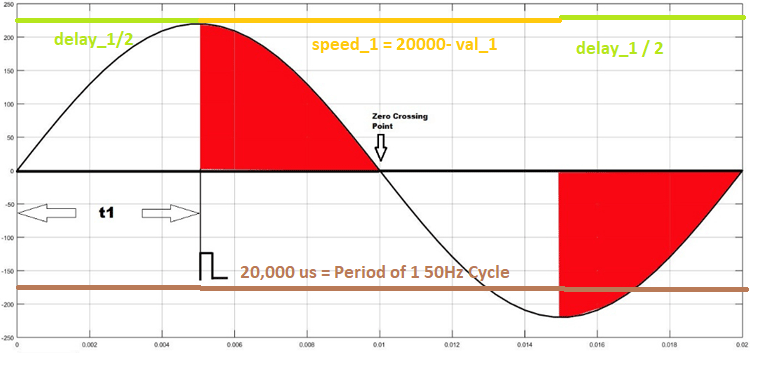 250
delay_1/2
speed_1 = 20000- val_1
delay_1 / 2
200
150
100
Zero Crossing
Point
50
0
-50
t1
-100
20,000 us = Period of 1 50Hz Cycle
-150
-200
-250
0 0.002 0.004 0.006 0.008 0.01 0.012 0.014 0.016 0.018 0.02